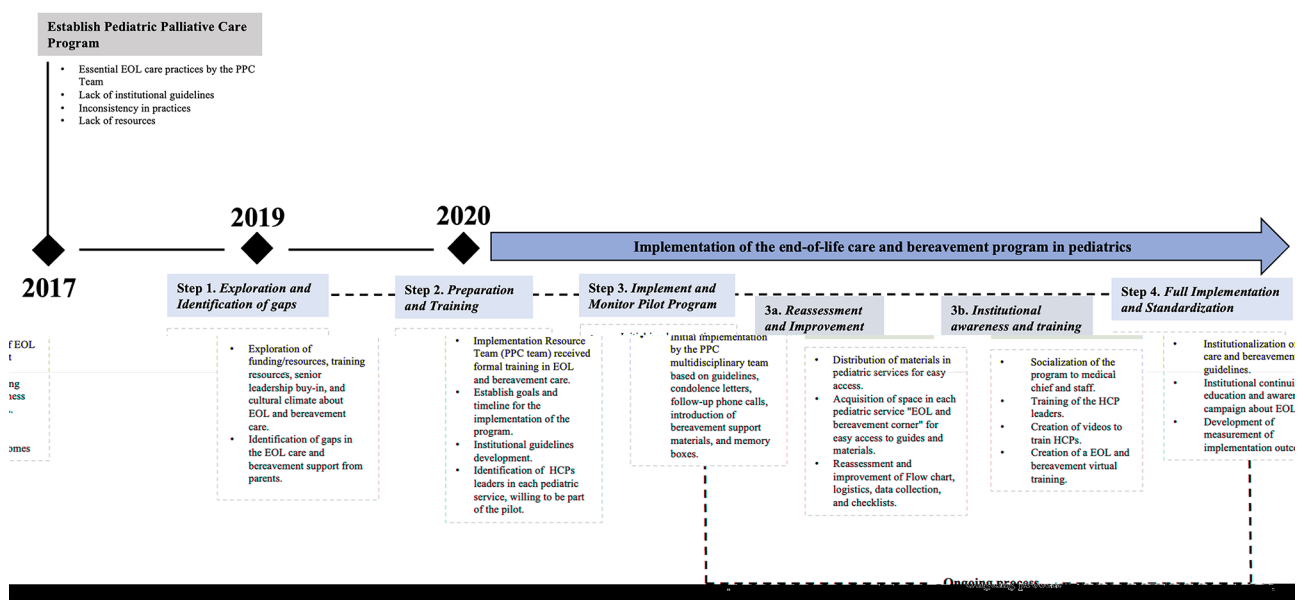 Establish Pediatric Palliative Care
Program
• Essential EOL care practices by the PPC
Team
• Lack of institutional guidelines
• Inconsistency in practices
• Lack of resources
2017
2019
2020
Implementation of the end-of-life care and bereavement program in pediatrics
Step 1. Exploration and
Identification of gaps
• Exploration of
funding/resources, training
resources, senior
leadership buy-in, and
cultural climate about
EOL and bereavement
care.
• Identification of gaps in
the EOL care and
bereavement support from
parents.
Step 2. Preparation
and Training
• Implementation Resource
Team (PPC team) received
formal training in EOL
and bereavement care.
• Establish goals and
timeline for the
implementation of the
program.
• Institutional guidelines
development.
• Identification of HCPs
leaders in each pediatric
service, willing to be part
of the pilot.
Step 3. Implement and
Monitor Pilot Program
Initial implementation
by the PPC
multidisciplinary team
based on guidelines,
condolence letters,
follow-up phone calls,
introduction of
bereavement support
materials, and memory
boxes.
3a. Reassessment
and Improvement
• Distribution of materials in
pediatric services for easy
access.
• Acquisition of space in each
pediatric service "EOL and
bereavement corner" for
easy access to guides and
materials.
• Reassessment and
improvement of Flow chart,
logistics, data collection,
and checklists.
3b. Institutional
awareness and training
• Socialization of the
program to medical
chief and staff.
• Training of the HCP
leaders.
• Creation of videos to
train HCPs.
• Creation of a EOL and
bereavement virtual
training.
Step 4. Full Implementation
and Standardization
• Institutionalization
care and
guidelines.
• Institutional
education and
campaign about EOL
• Development of
measurement of
implementation
of EOL
Ongoing process